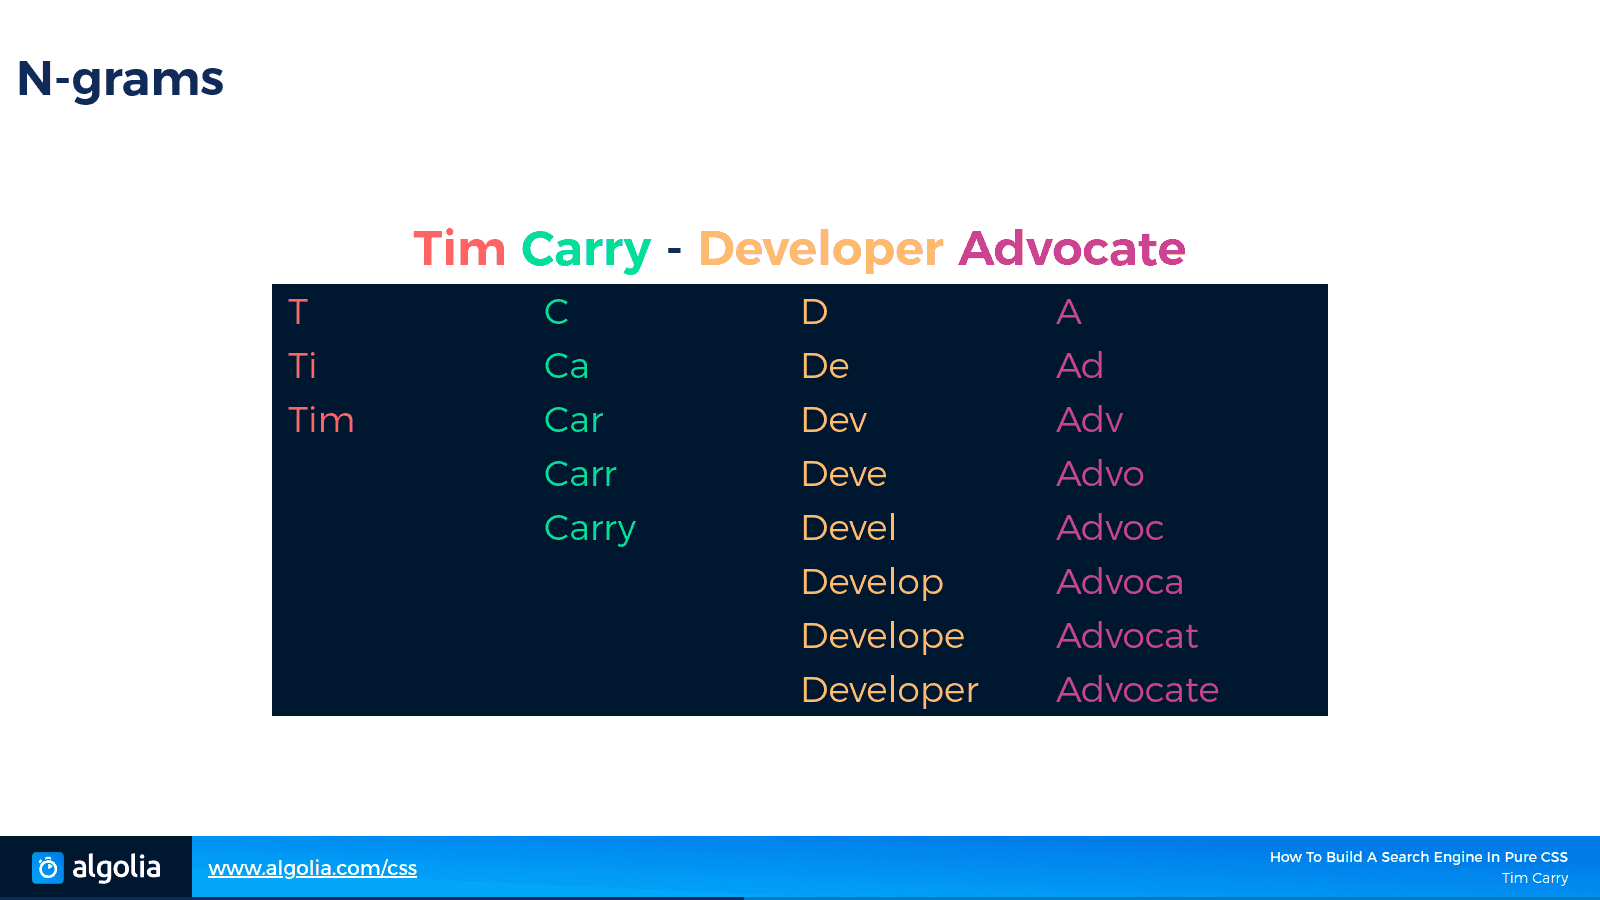 N-grams
Tim Carry - Developer Advocate
T C D A
Ti Ca De Ad
Tim Car Dev Adv
Carr Deve Advo
Carry Devel Advoc
Develop Advoca
Develope Advocat
Developer Advocate
algolia
www.algolia.com/css
How To Build A Search Engine In Pure CSS
Tim Carry